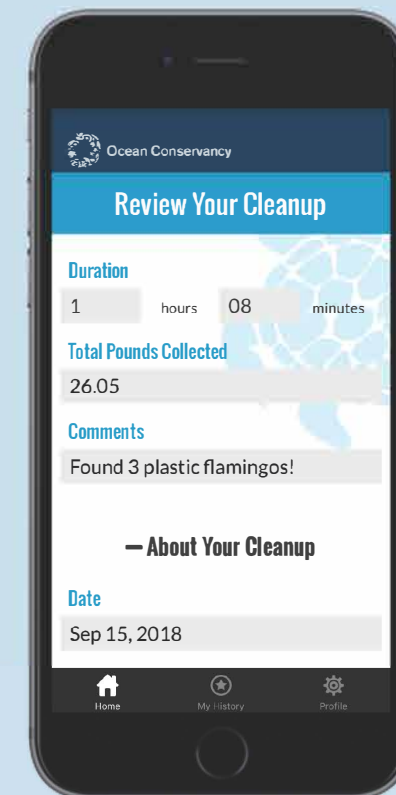 Ocean Conservancy
Review Your Cleanup
Duration
1 hours 08 minutes
Total Pounds Collected
26.05
Comments
Found 3 plastic flamingos!
– About Your Cleanup
Date
Sep 15, 2018
Home My History Profile